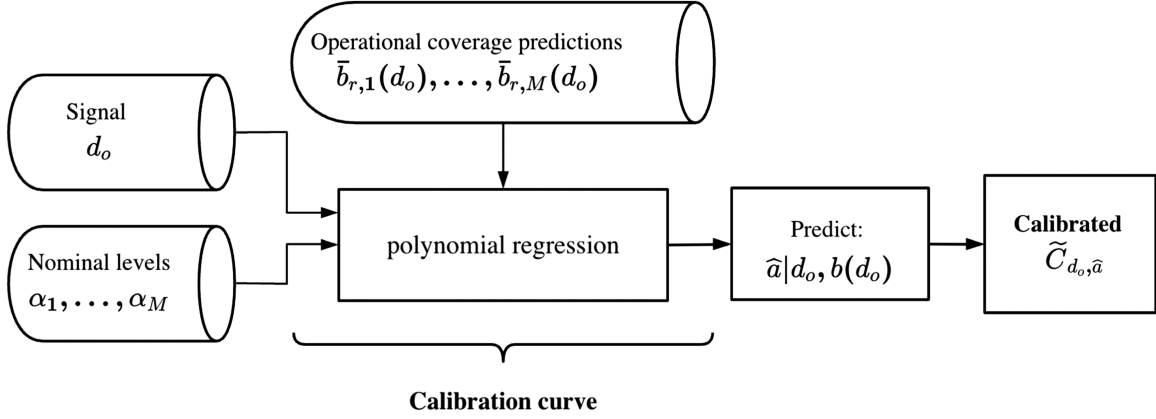 Operational coverage predictions
b̄_{r,1}(d_o), . . . , b̄_{r,M}(d_o)
Signal
d_o
Nominal levels
α_1, . . . , α_M
polynomial regression
Predict:
â|d_o, b(d_o)
Calibrated
C̃_{d_o,â}
Calibration curve